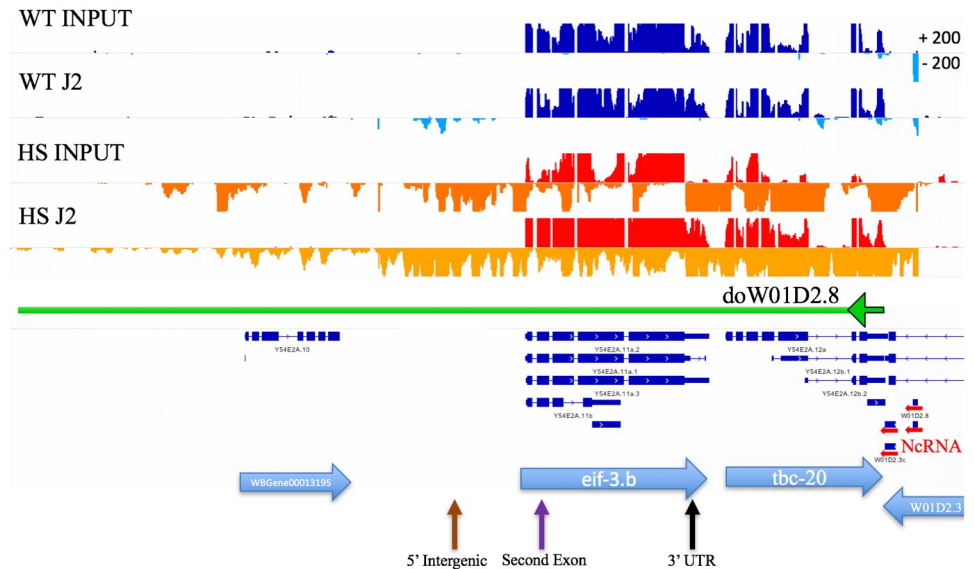 WT INPUT
+ 200
- 200
WT J2
HS INPUT
HS J2
doW01D2.8
Y54E2A.10
Y54E2A.11a.2
Y54E2A.12a
Y54E2A.11a.1
Y54E2A.12b.1
Y54E2A.11a.3
Y54E2A.12b.2
Y54E2A.11b
W01D2.8
NcRNA
W01D2.3c
WBGene00013195
eif-3.b
tbc-20
W01D2.3
5’ Intergenic
Second Exon
3’ UTR